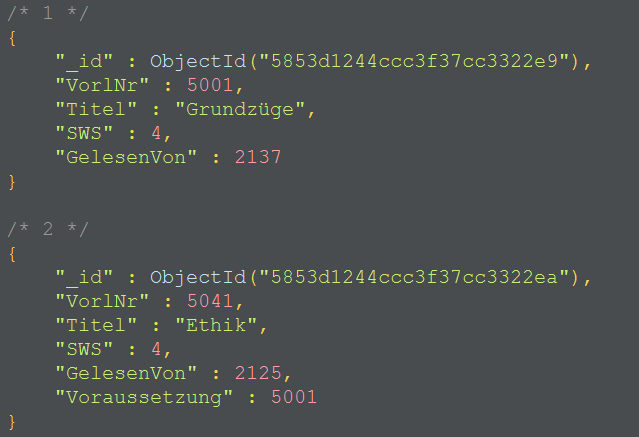 /* 1 */
{
    "_id" : ObjectId("5853d1244ccc3f37cc3322e9"),
    "VorlNr" : 5001,
    "Titel" : "Grundzüge",
    "SWS" : 4,
    "GelesenVon" : 2137
}
/* 2 */
{
    "_id" : ObjectId("5853d1244ccc3f37cc3322ea"),
    "VorlNr" : 5041,
    "Titel" : "Ethik",
    "SWS" : 4,
    "GelesenVon" : 2125,
    "Voraussetzung" : 5001
}